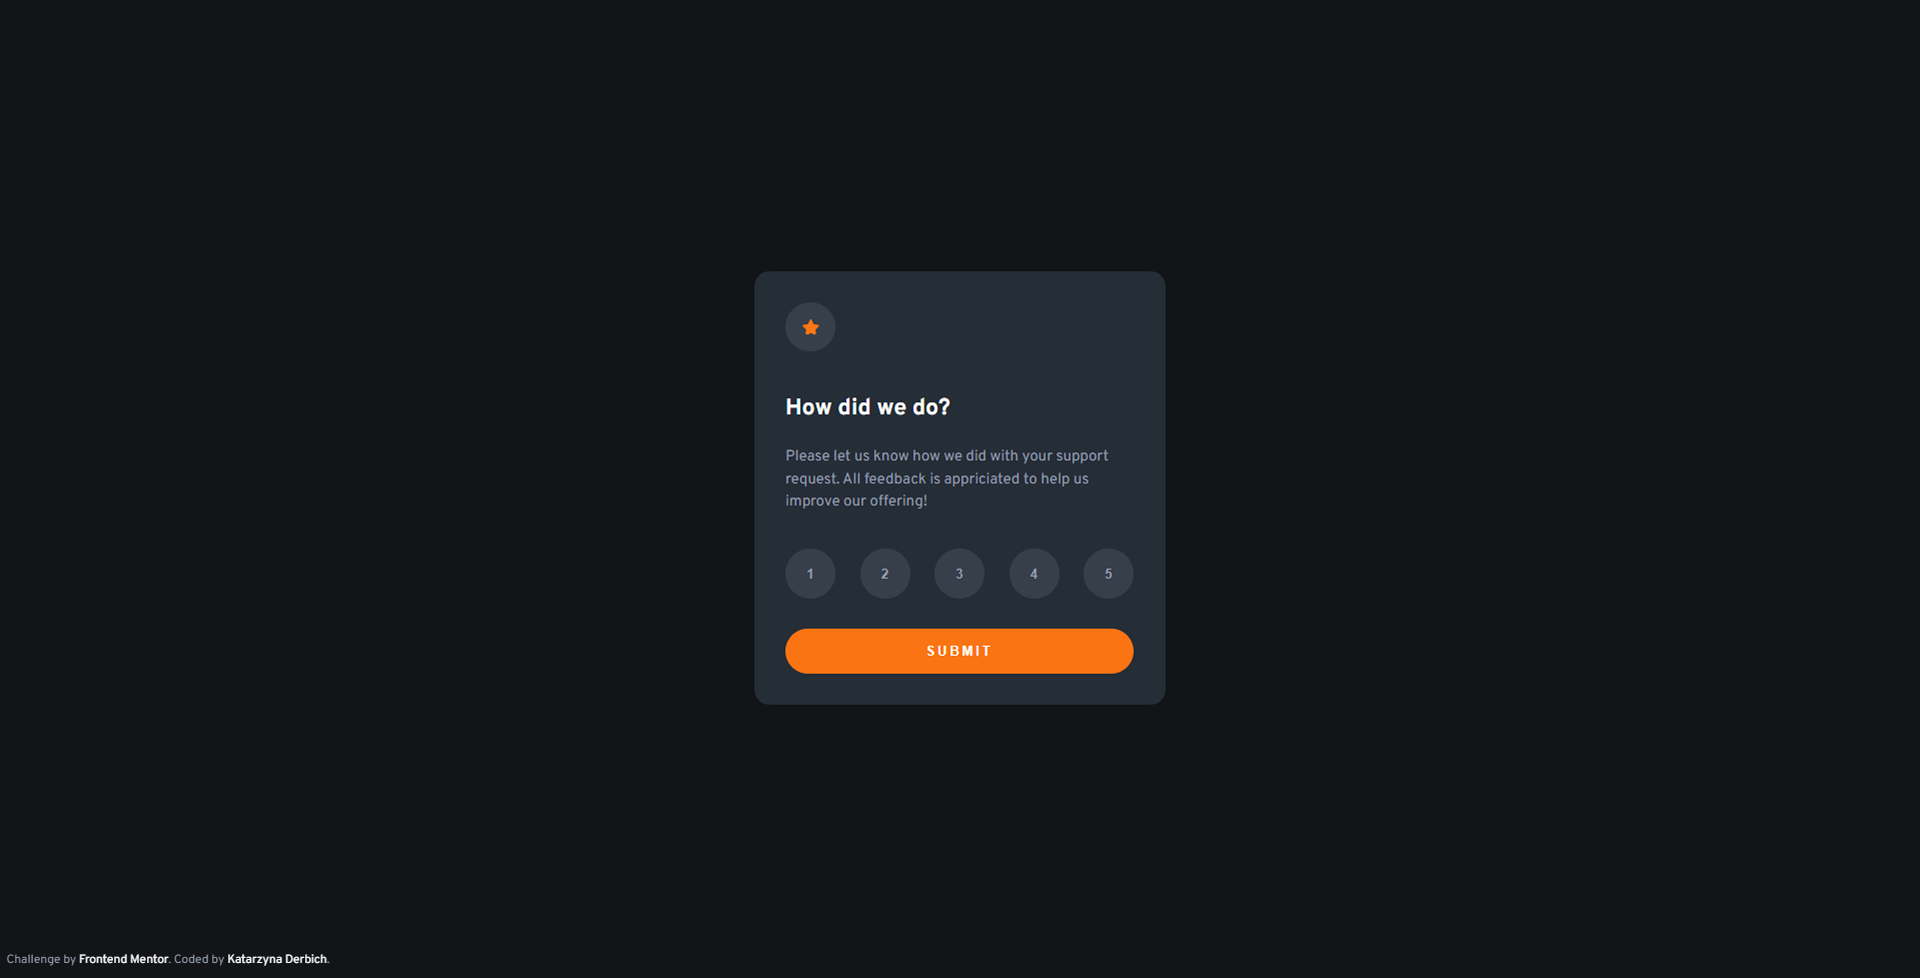 How did we do?
Please let us know how we did with your support
request. All feedback is appriciated to help us
improve our offering!
1 2 3 4 5
SUBMIT
Challenge by Frontend Mentor. Coded by Katarzyna Derbich.